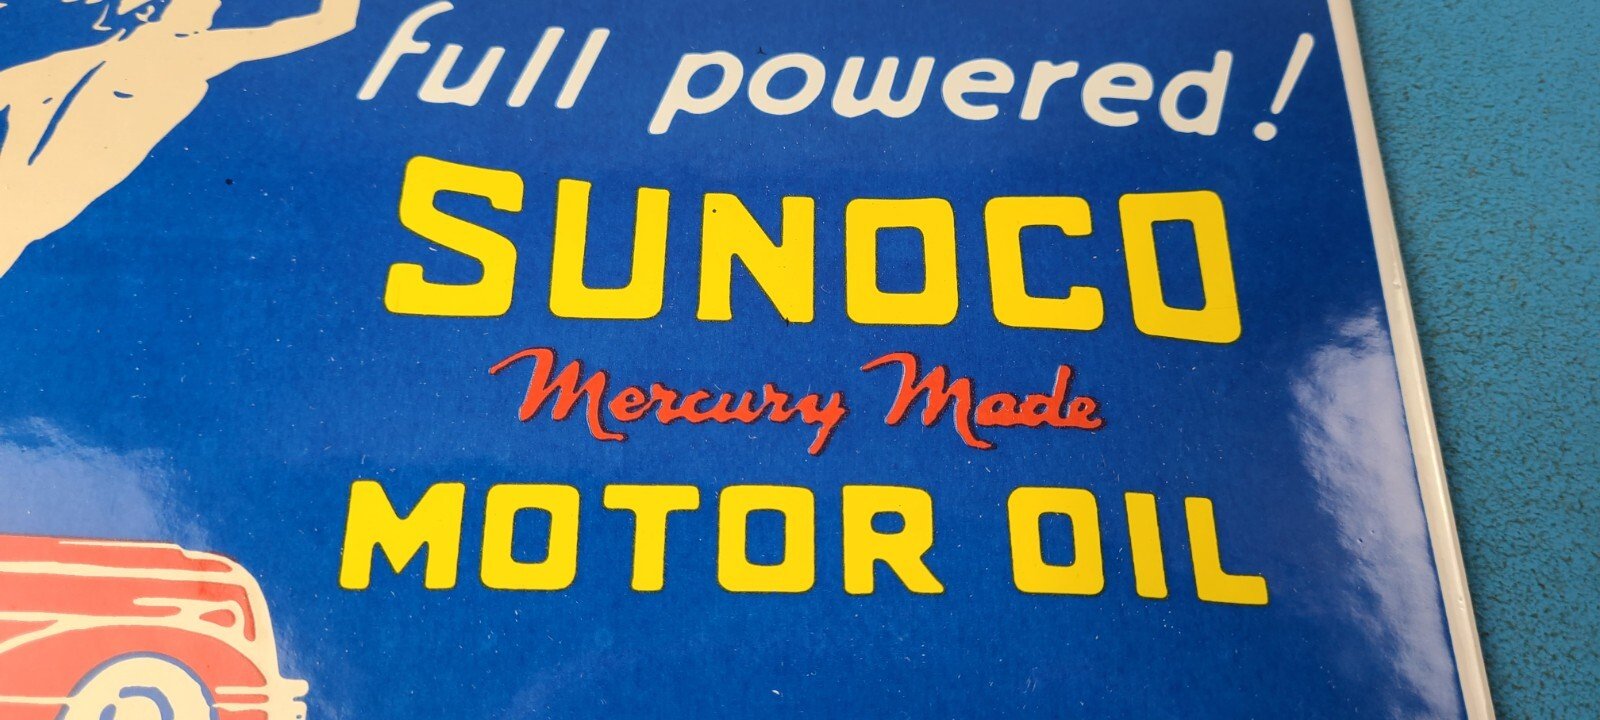 full powered!
SUNOCO
Mercury Made
MOTOR OIL